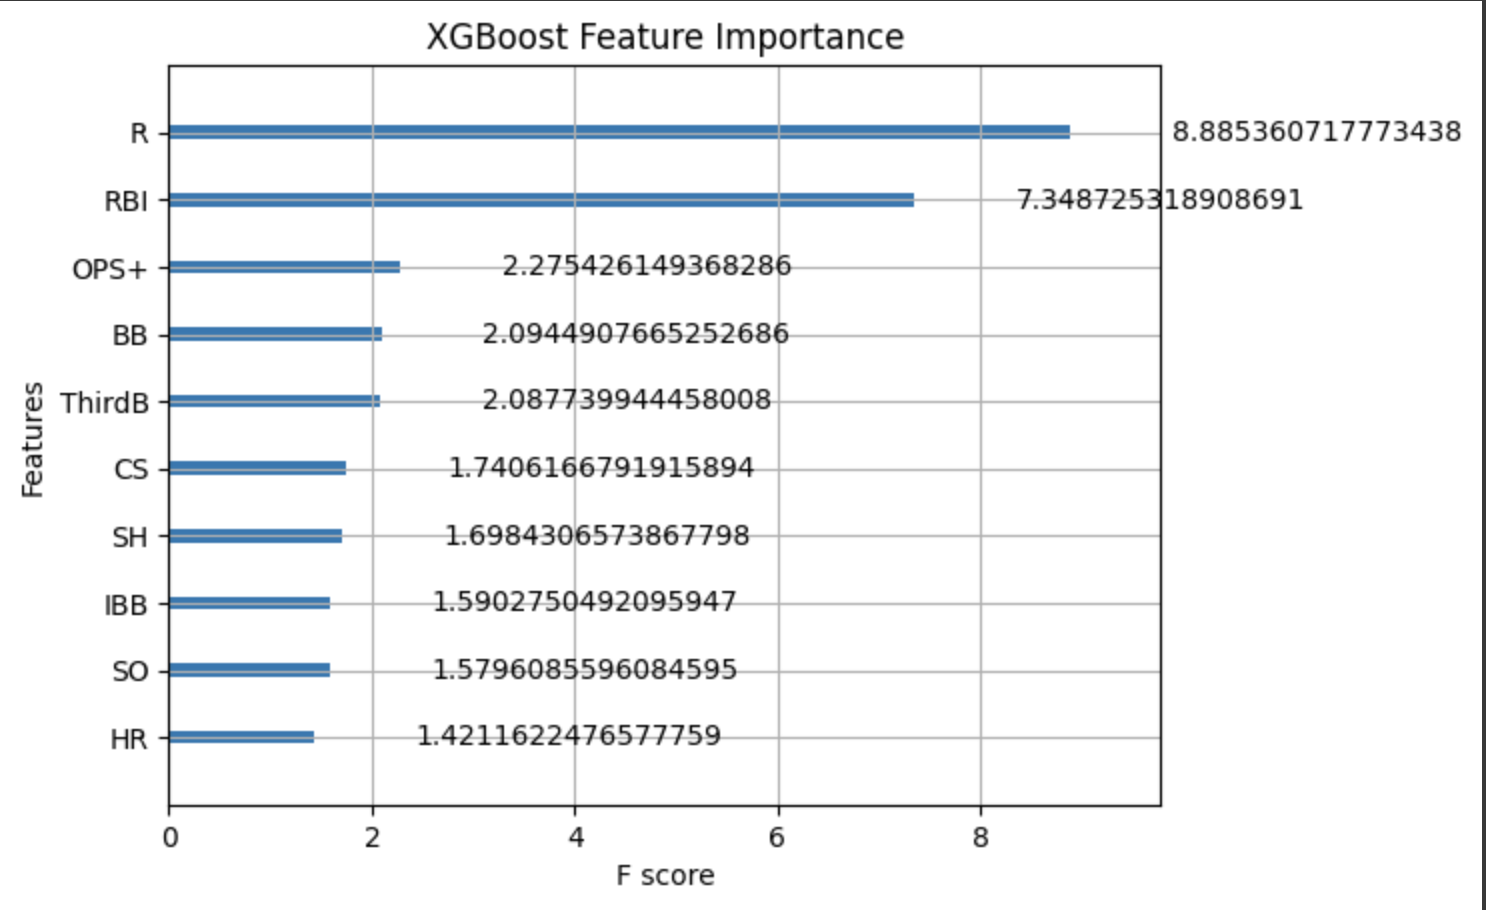 XGBoost Feature Importance
R 8.885360717773438
RBI 7.348725318908691
OPS+ 2.275426149368286
BB 2.0944907665252686
ThirdB 2.087739944458008
CS 1.7406166791915894
SH 1.6984306573867798
IBB 1.5902750492095947
SO 1.5796085596084595
HR 1.4211622476577759
Features
0 2 4 6 8
F score